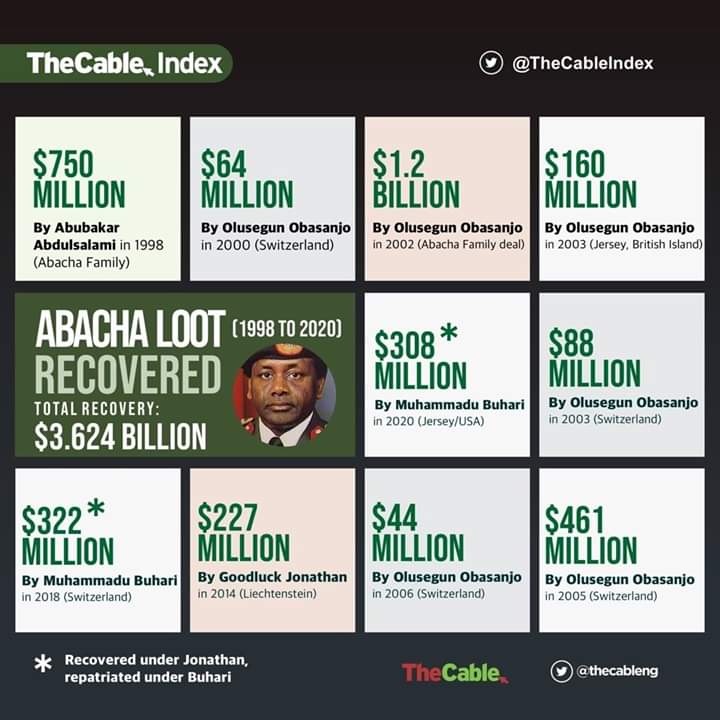 TheCable Index
@TheCableIndex
$750
MILLION
By Abubakar
Abdulsalami in 1998
(Abacha Family)
$64
MILLION
By Olusegun Obasanjo
in 2000 (Switzerland)
$1.2
BILLION
By Olusegun Obasanjo
in 2002 (Abacha Family deal)
$160
MILLION
By Olusegun Obasanjo
in 2003 (Jersey, British Island)
ABACHA LOOT (1998 TO 2020)
RECOVERED
TOTAL RECOVERY:
$3.624 BILLION
$308*
MILLION
By Muhammadu Buhari
in 2020 (Jersey/USA)
$88
MILLION
By Olusegun Obasanjo
in 2003 (Switzerland)
$322*
MILLION
By Muhammadu Buhari
in 2018 (Switzerland)
$227
MILLION
By Goodluck Jonathan
in 2014 (Liechtenstein)
$44
MILLION
By Olusegun Obasanjo
in 2006 (Switzerland)
$461
MILLION
By Olusegun Obasanjo
in 2005 (Switzerland)
* Recovered under Jonathan,
repatriated under Buhari
TheCable
@thecableng